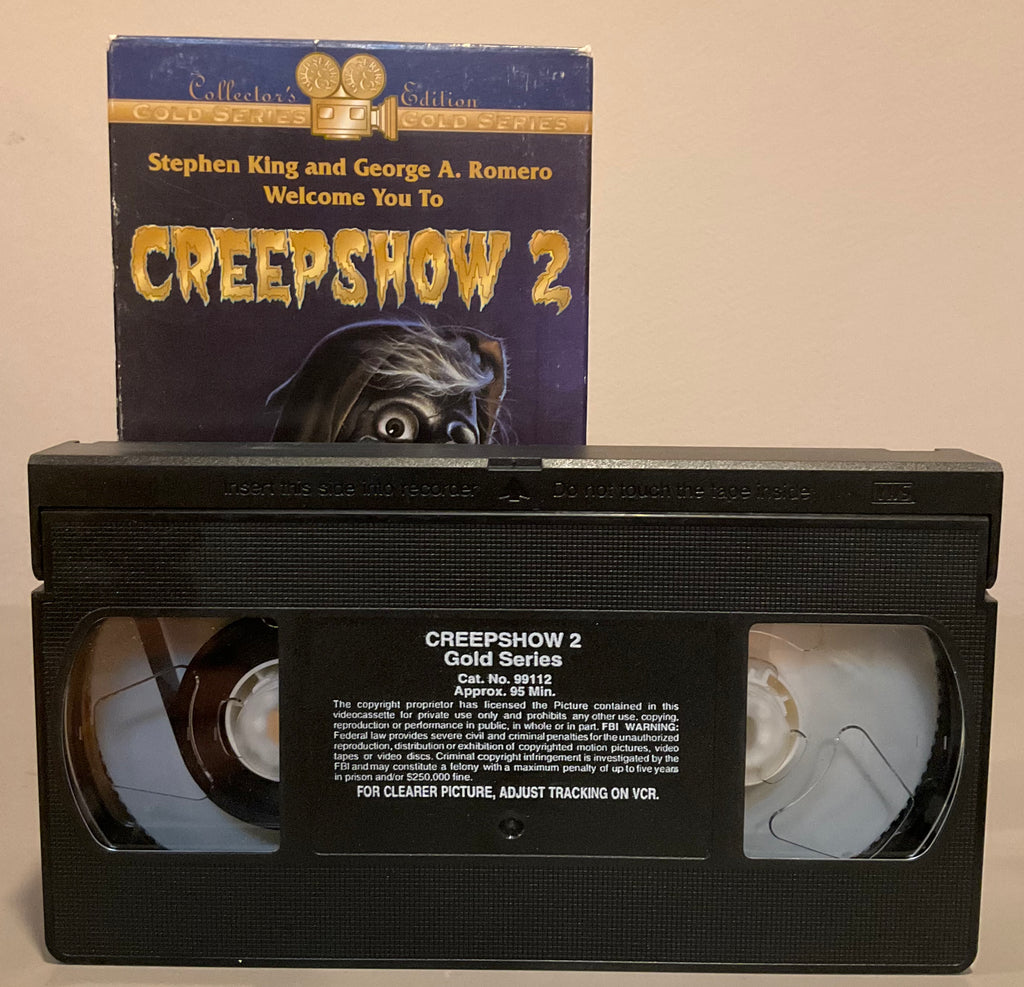 Collector's Edition
GOLD SERIES GOLD SERIES
Stephen King and George A. Romero
Welcome You To
CREEPSHOW 2
Insert this side into recorder Do not touch the tape inside VHS
CREEPSHOW 2
Gold Series
Cat. No. 99112
Approx. 95 Min.
The copyright proprietor has licensed the Picture contained in this
videocassette for private use only and prohibits any other use, copying,
reproduction or performance in public, in whole or in part. FBI WARNING:
Federal law provides severe civil and criminal penalties for the unauthorized
reproduction, distribution or exhibition of copyrighted motion pictures, video
tapes or video discs. Criminal copyright infringement is investigated by the
FBI and may constitute a felony with a maximum penalty of up to five years
in prison and/or $250,000 fine.
FOR CLEARER PICTURE, ADJUST TRACKING ON VCR.